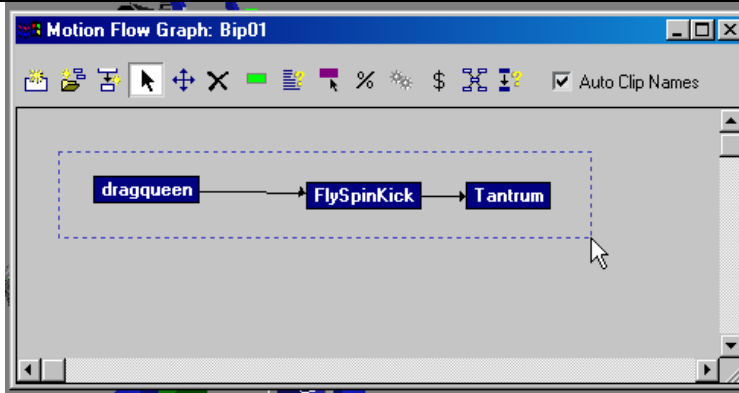 Motion Flow Graph: Bip01
% $ Auto Clip Names
dragqueen FlySpinKick Tantrum